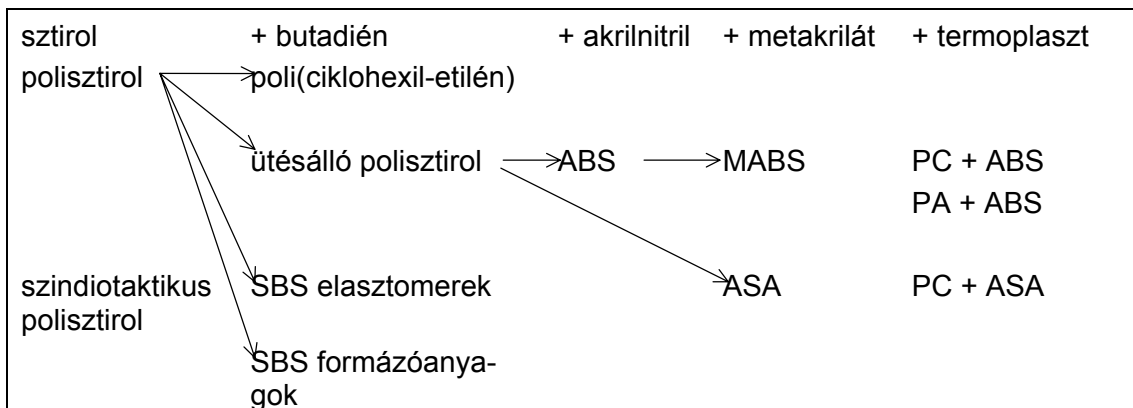 sztirol + butadién + akrilnitril + metakrilát + termoplaszt
polisztirol poli(ciklohexil-etilén)
ütésálló polisztirol ABS MABS PC + ABS
PA + ABS
szindiotaktikus SBS elasztomerek ASA PC + ASA
polisztirol
SBS formázóanya-
gok